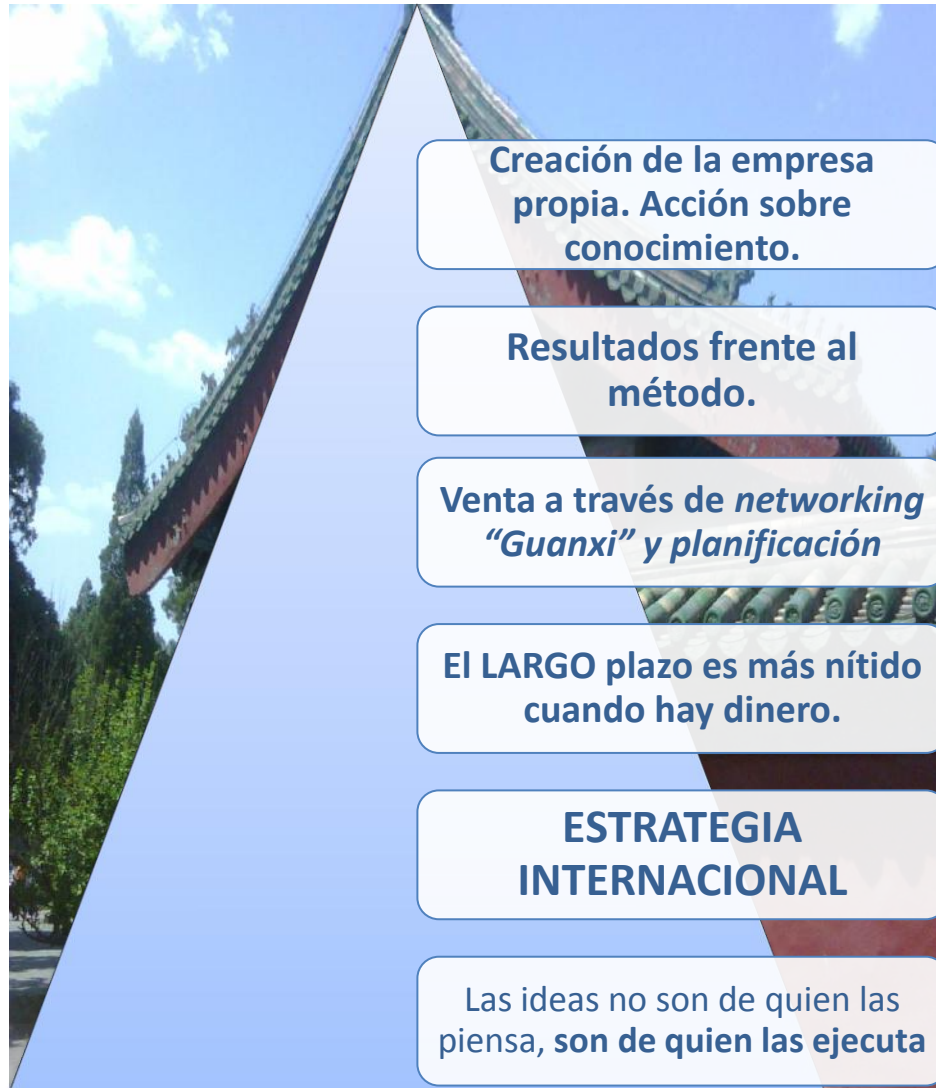 Creación de la empresa
propia. Acción sobre
conocimiento.
Resultados frente al
método.
Venta a través de networking
“Guanxi” y planificación
El LARGO plazo es más nítido
cuando hay dinero.
ESTRATEGIA
INTERNACIONAL
Las ideas no son de quien las
piensa, son de quien las ejecuta